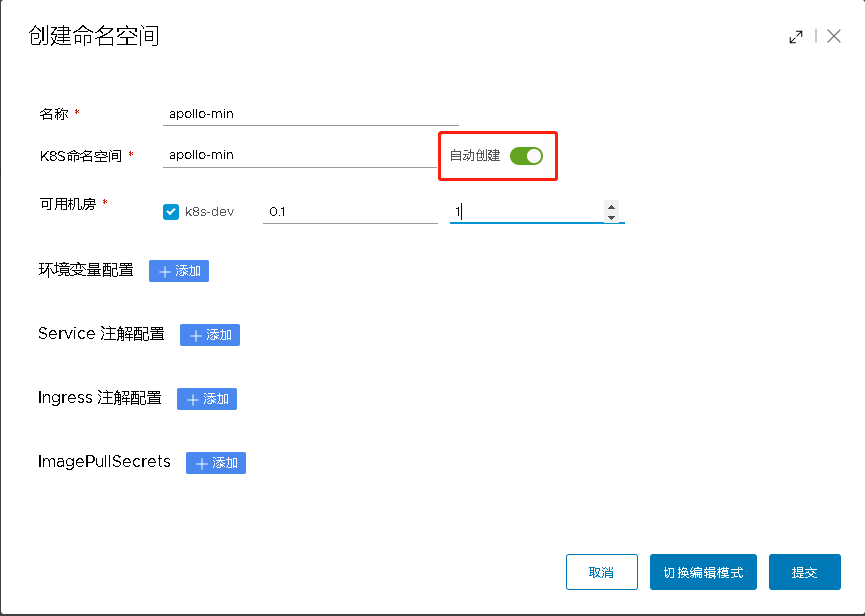 创建命名空间
名称 * apollo-min
K8S命名空间 * apollo-min 自动创建
可用机房 * k8s-dev 0.1 1
环境变量配置 + 添加
Service 注解配置 + 添加
Ingress 注解配置 + 添加
ImagePullSecrets + 添加
取消 切换编辑模式 提交